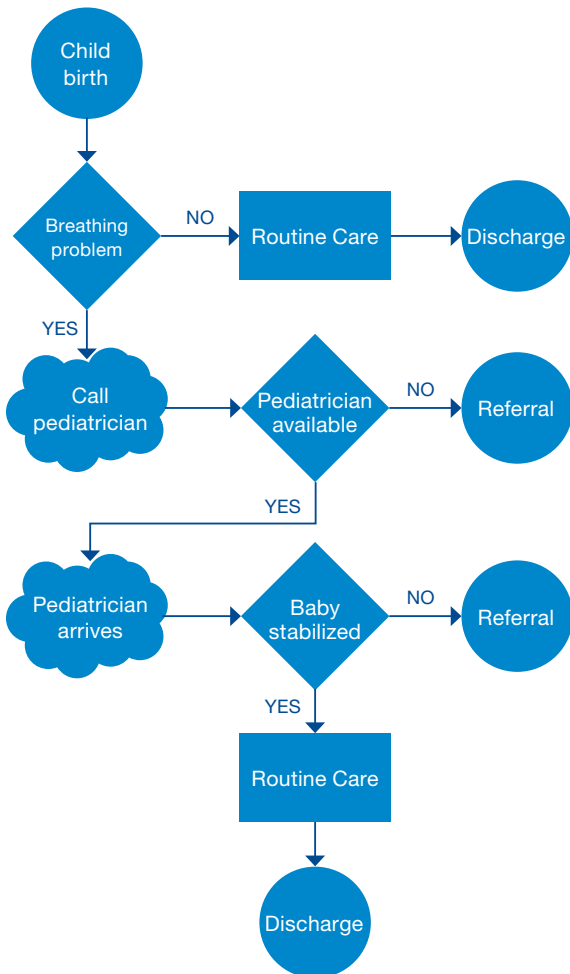 Child
birth
Breathing
problem
NO
Routine Care
Discharge
YES
Call
pediatrician
Pediatrician
available
NO
Referral
YES
Pediatrician
arrives
Baby
stabilized
NO
Referral
YES
Routine Care
Discharge